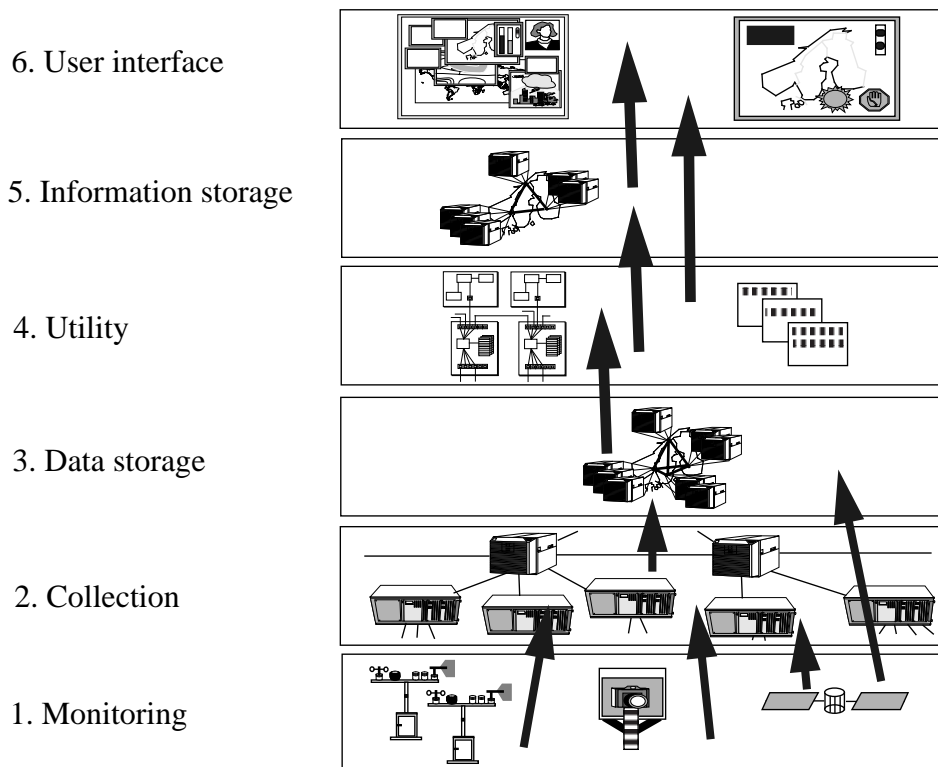 6. User interface
5. Information storage
4. Utility
3. Data storage
2. Collection
1. Monitoring